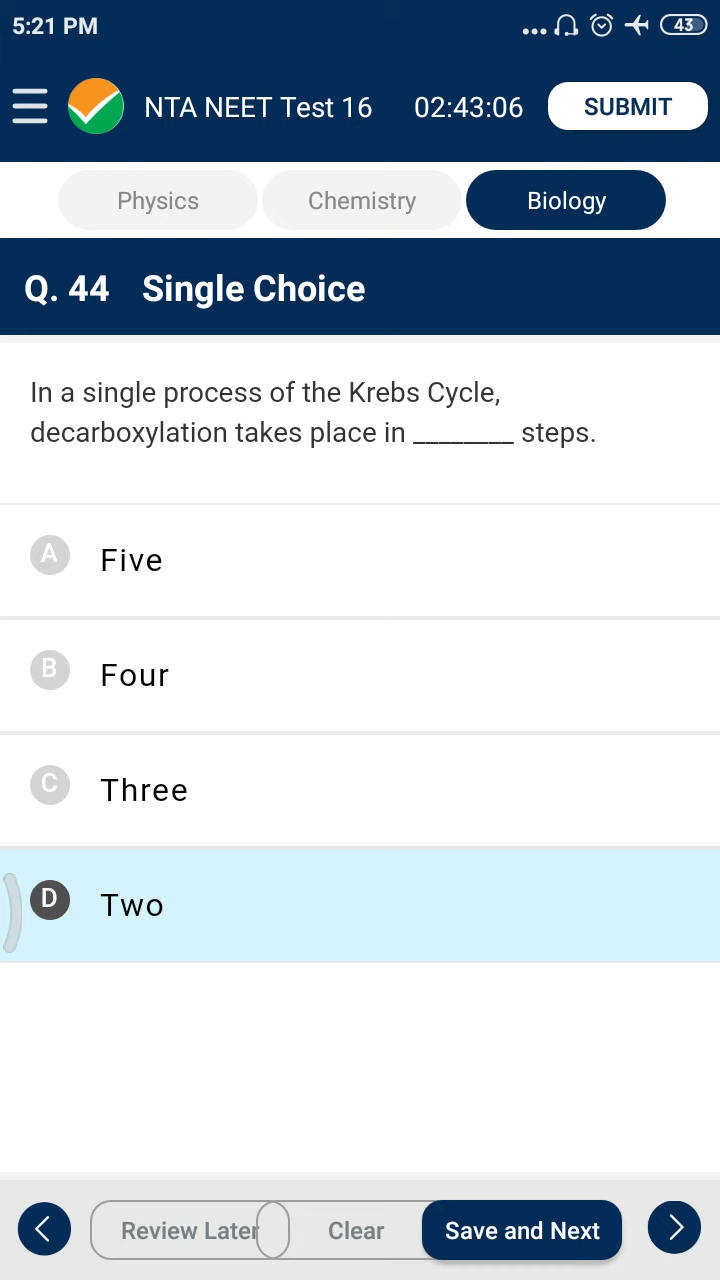 5:21 PM
43
NTA NEET Test 16 02:43:06 SUBMIT
Physics Chemistry Biology
Q. 44 Single Choice
In a single process of the Krebs Cycle,
decarboxylation takes place in ________ steps.
A Five
B Four
C Three
D Two
Review Later Clear Save and Next